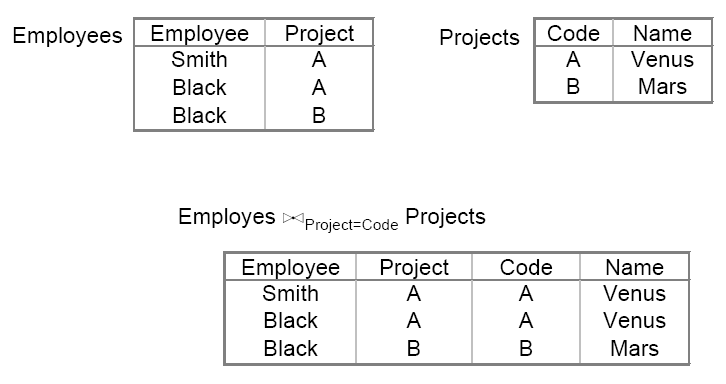 Employees
Employee Project
Smith A
Black A
Black B
Projects
Code Name
A Venus
B Mars
Employes ⋈Project=Code Projects
Employee Project Code Name
Smith A A Venus
Black A A Venus
Black B B Mars